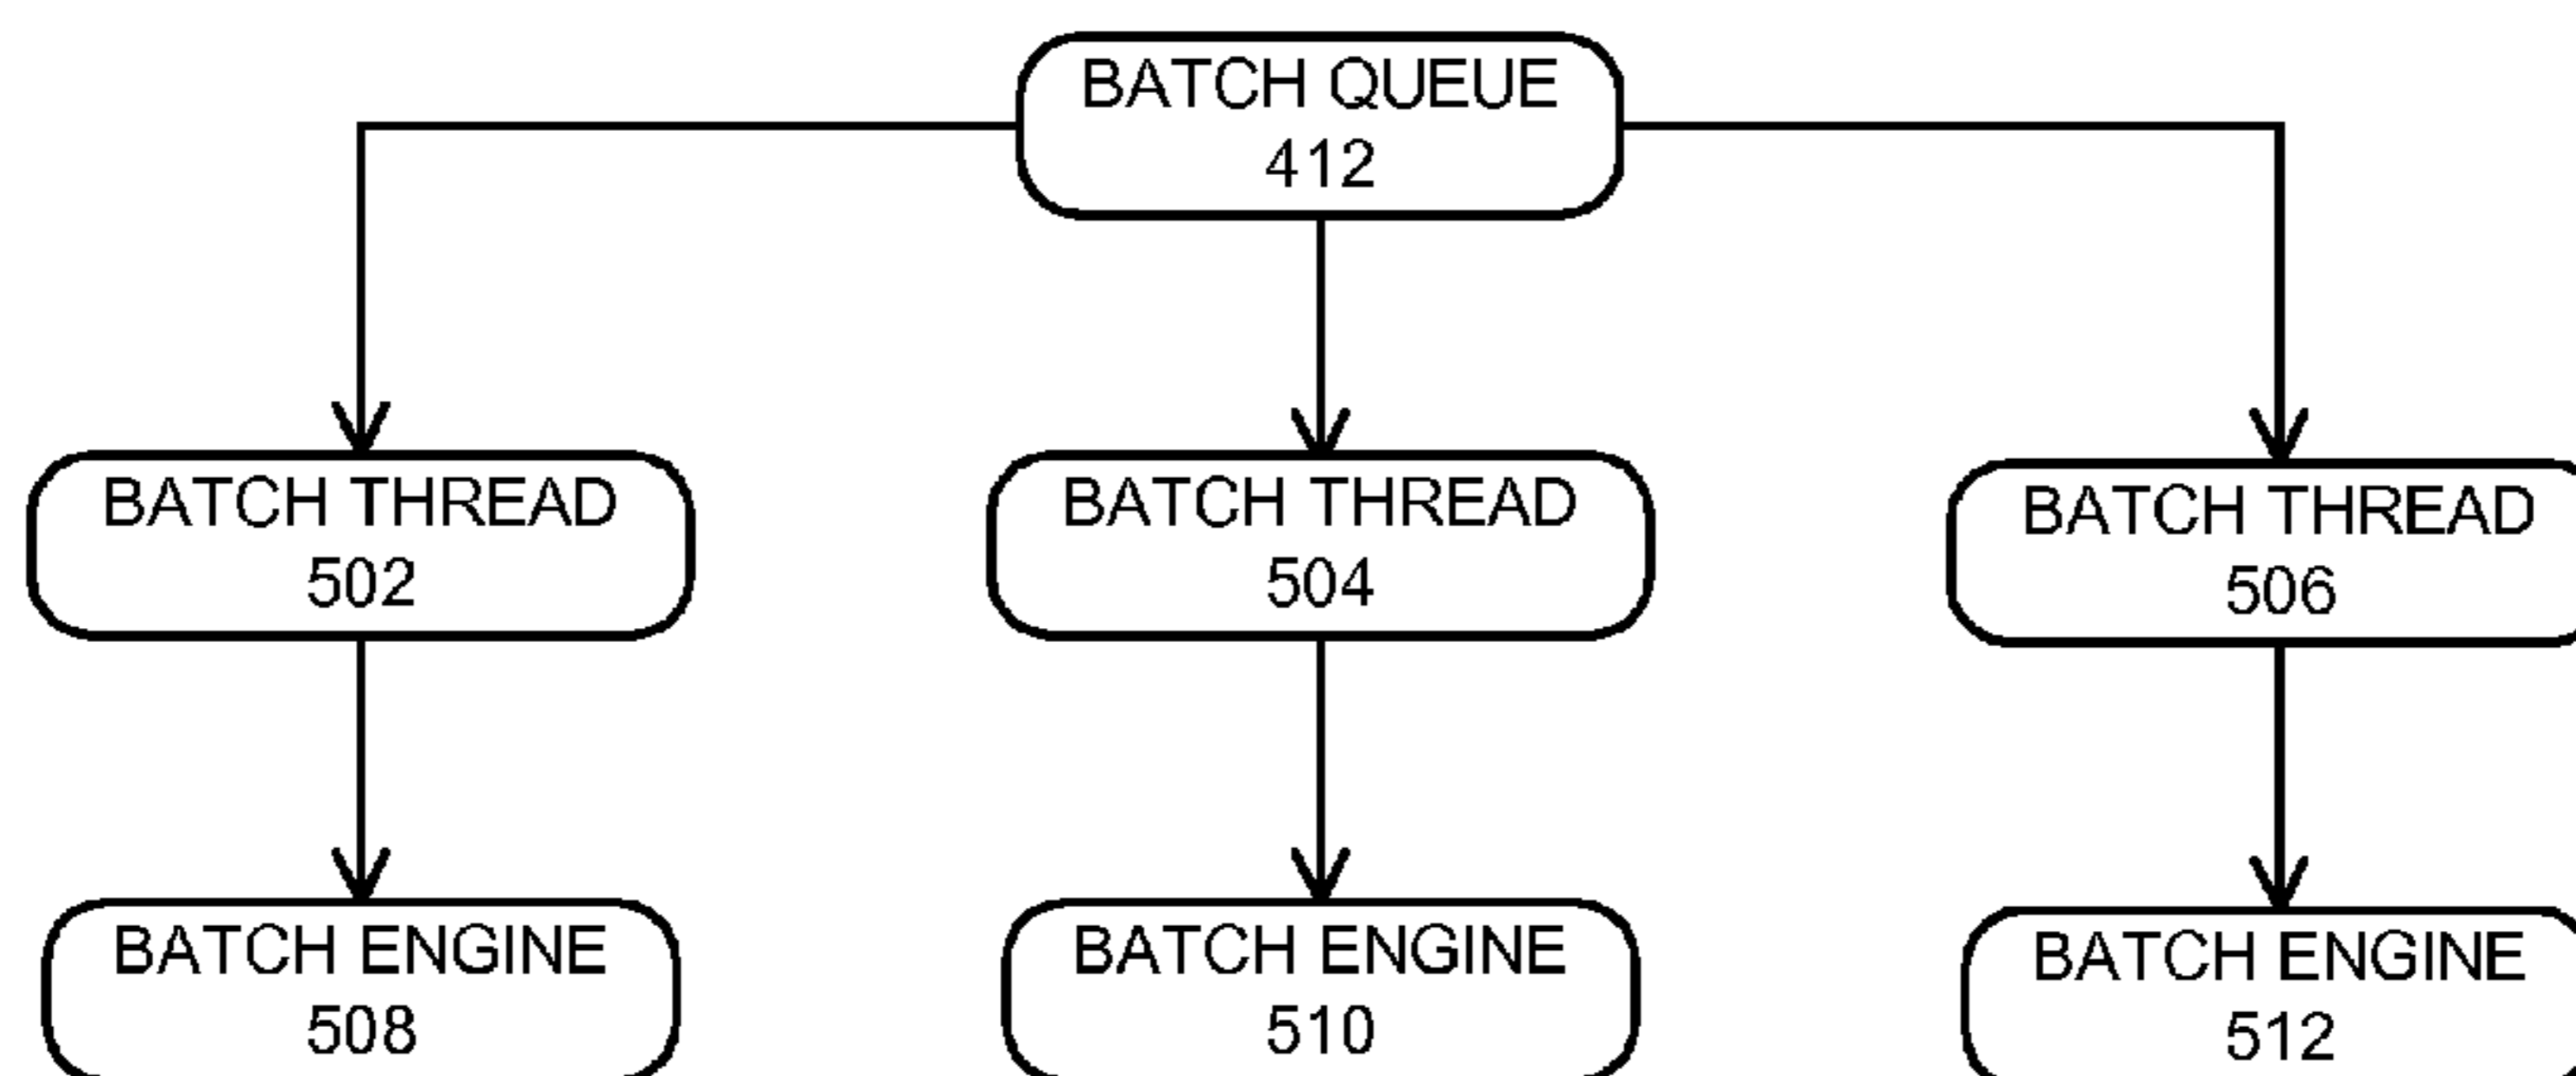 BATCH QUEUE
412
BATCH THREAD
502
BATCH THREAD
504
BATCH THREAD
506
BATCH ENGINE
508
BATCH ENGINE
510
BATCH ENGINE
512